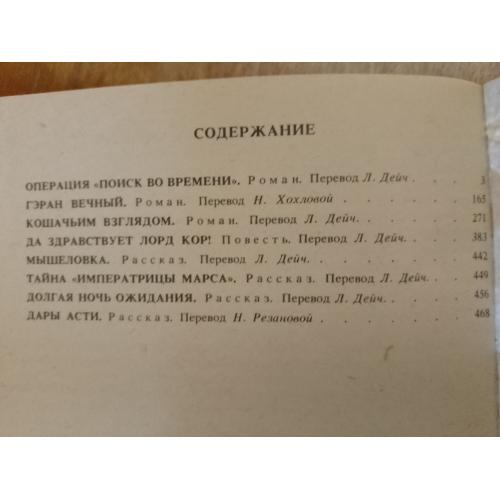 СОДЕРЖАНИЕ
ОПЕРАЦИЯ «ПОИСК ВО ВРЕМЕНИ». Роман. Перевод Л. Дейч . . . 3
ГЭРАН ВЕЧНЫЙ. Роман. Перевод Н. Хохловой . . . . 165
КОШАЧЬИМ ВЗГЛЯДОМ. Роман. Перевод Л. Дейч. . . . . 271
ДА ЗДРАВСТВУЕТ ЛОРД КОР! Повесть. Перевод Л. Дейч. . . . 383
МЫШЕЛОВКА. Рассказ. Перевод Л. Дейч. . . . . . 442
ТАЙНА «ИМПЕРАТРИЦЫ МАРСА». Рассказ. Перевод Л. Дейч. . . 449
ДОЛГАЯ НОЧЬ ОЖИДАНИЯ. Рассказ. Перевод Л. Дейч. . . . . 456
ДАРЫ АСТИ. Рассказ. Перевод Н. Резановой . . . . . . 468